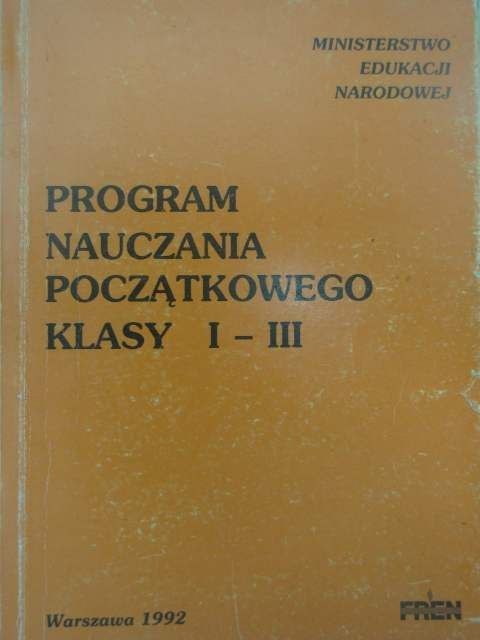 MINISTERSTWO
EDUKACJI
NARODOWEJ
PROGRAM
NAUCZANIA
POCZĄTKOWEGO
KLASY I – III
Warszawa 1992
FREN